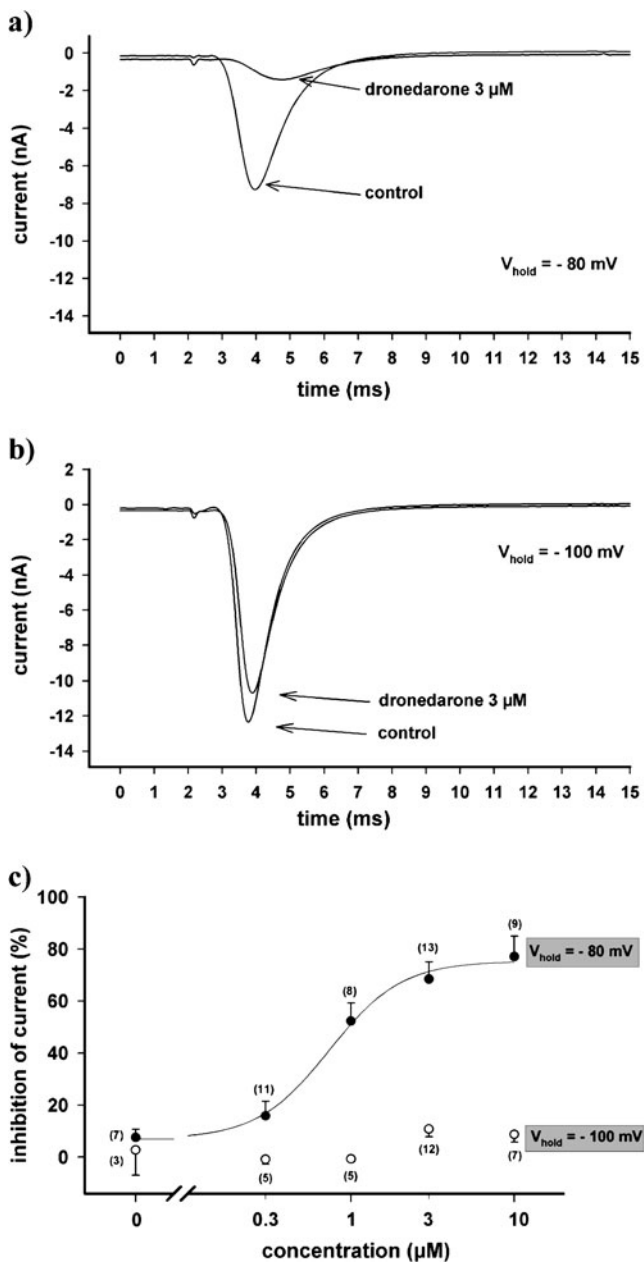 a)
0
-2
-4
-6
-8
-10
-12
-14
current (nA)
dronedarone 3 µM
control
V_hold = - 80 mV
0 1 2 3 4 5 6 7 8 9 10 11 12 13 14 15
time (ms)
b)
2
0
-2
-4
-6
-8
-10
-12
-14
current (nA)
V_hold = - 100 mV
dronedarone 3 µM
control
0 1 2 3 4 5 6 7 8 9 10 11 12 13 14 15
time (ms)
c)
100
80
60
40
20
0
inhibition of current (%)
(7)
(3)
(11)
(5)
(8)
(5)
(13)
(12)
(9)
(7)
V_hold = - 80 mV
V_hold = - 100 mV
0 0.3 1 3 10
concentration (µM)